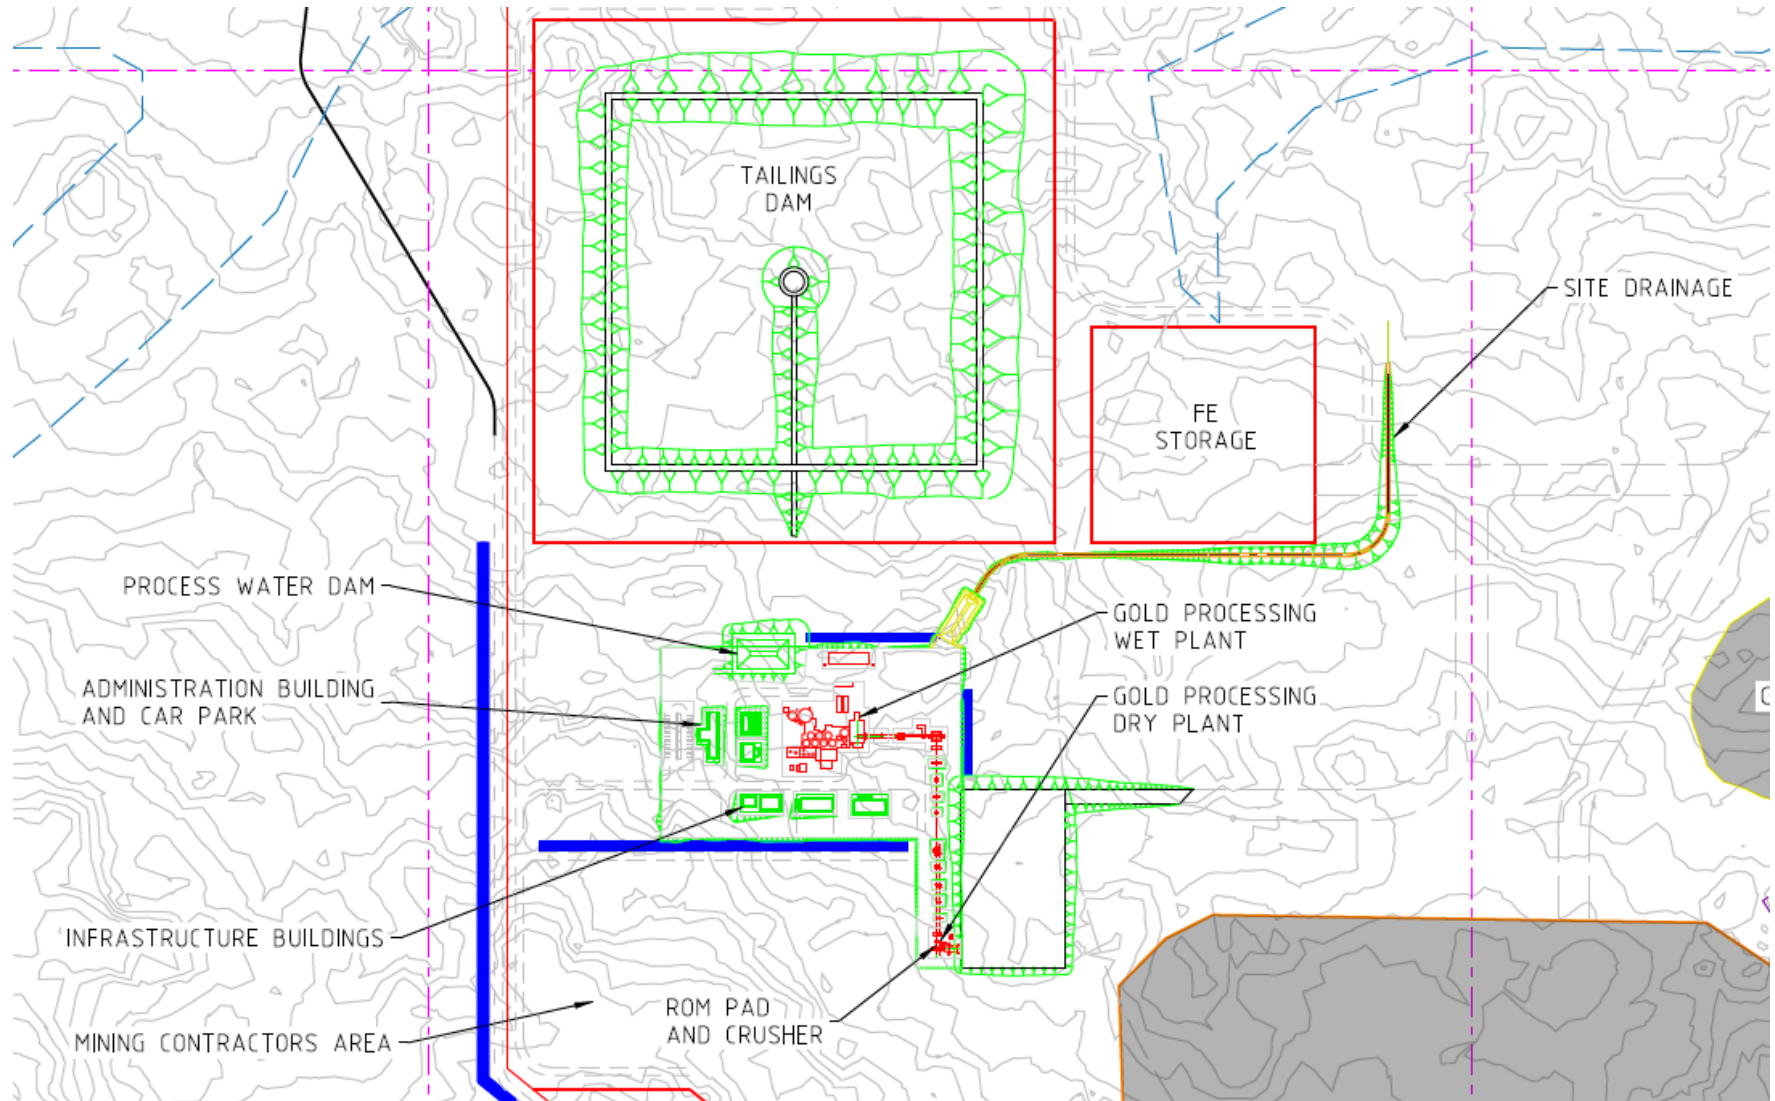 TAILINGS
DAM
SITE DRAINAGE
FE
STORAGE
PROCESS WATER DAM
GOLD PROCESSING
WET PLANT
ADMINISTRATION BUILDING
AND CAR PARK
GOLD PROCESSING
DRY PLANT
INFRASTRUCTURE BUILDINGS
ROM PAD
AND CRUSHER
MINING CONTRACTORS AREA